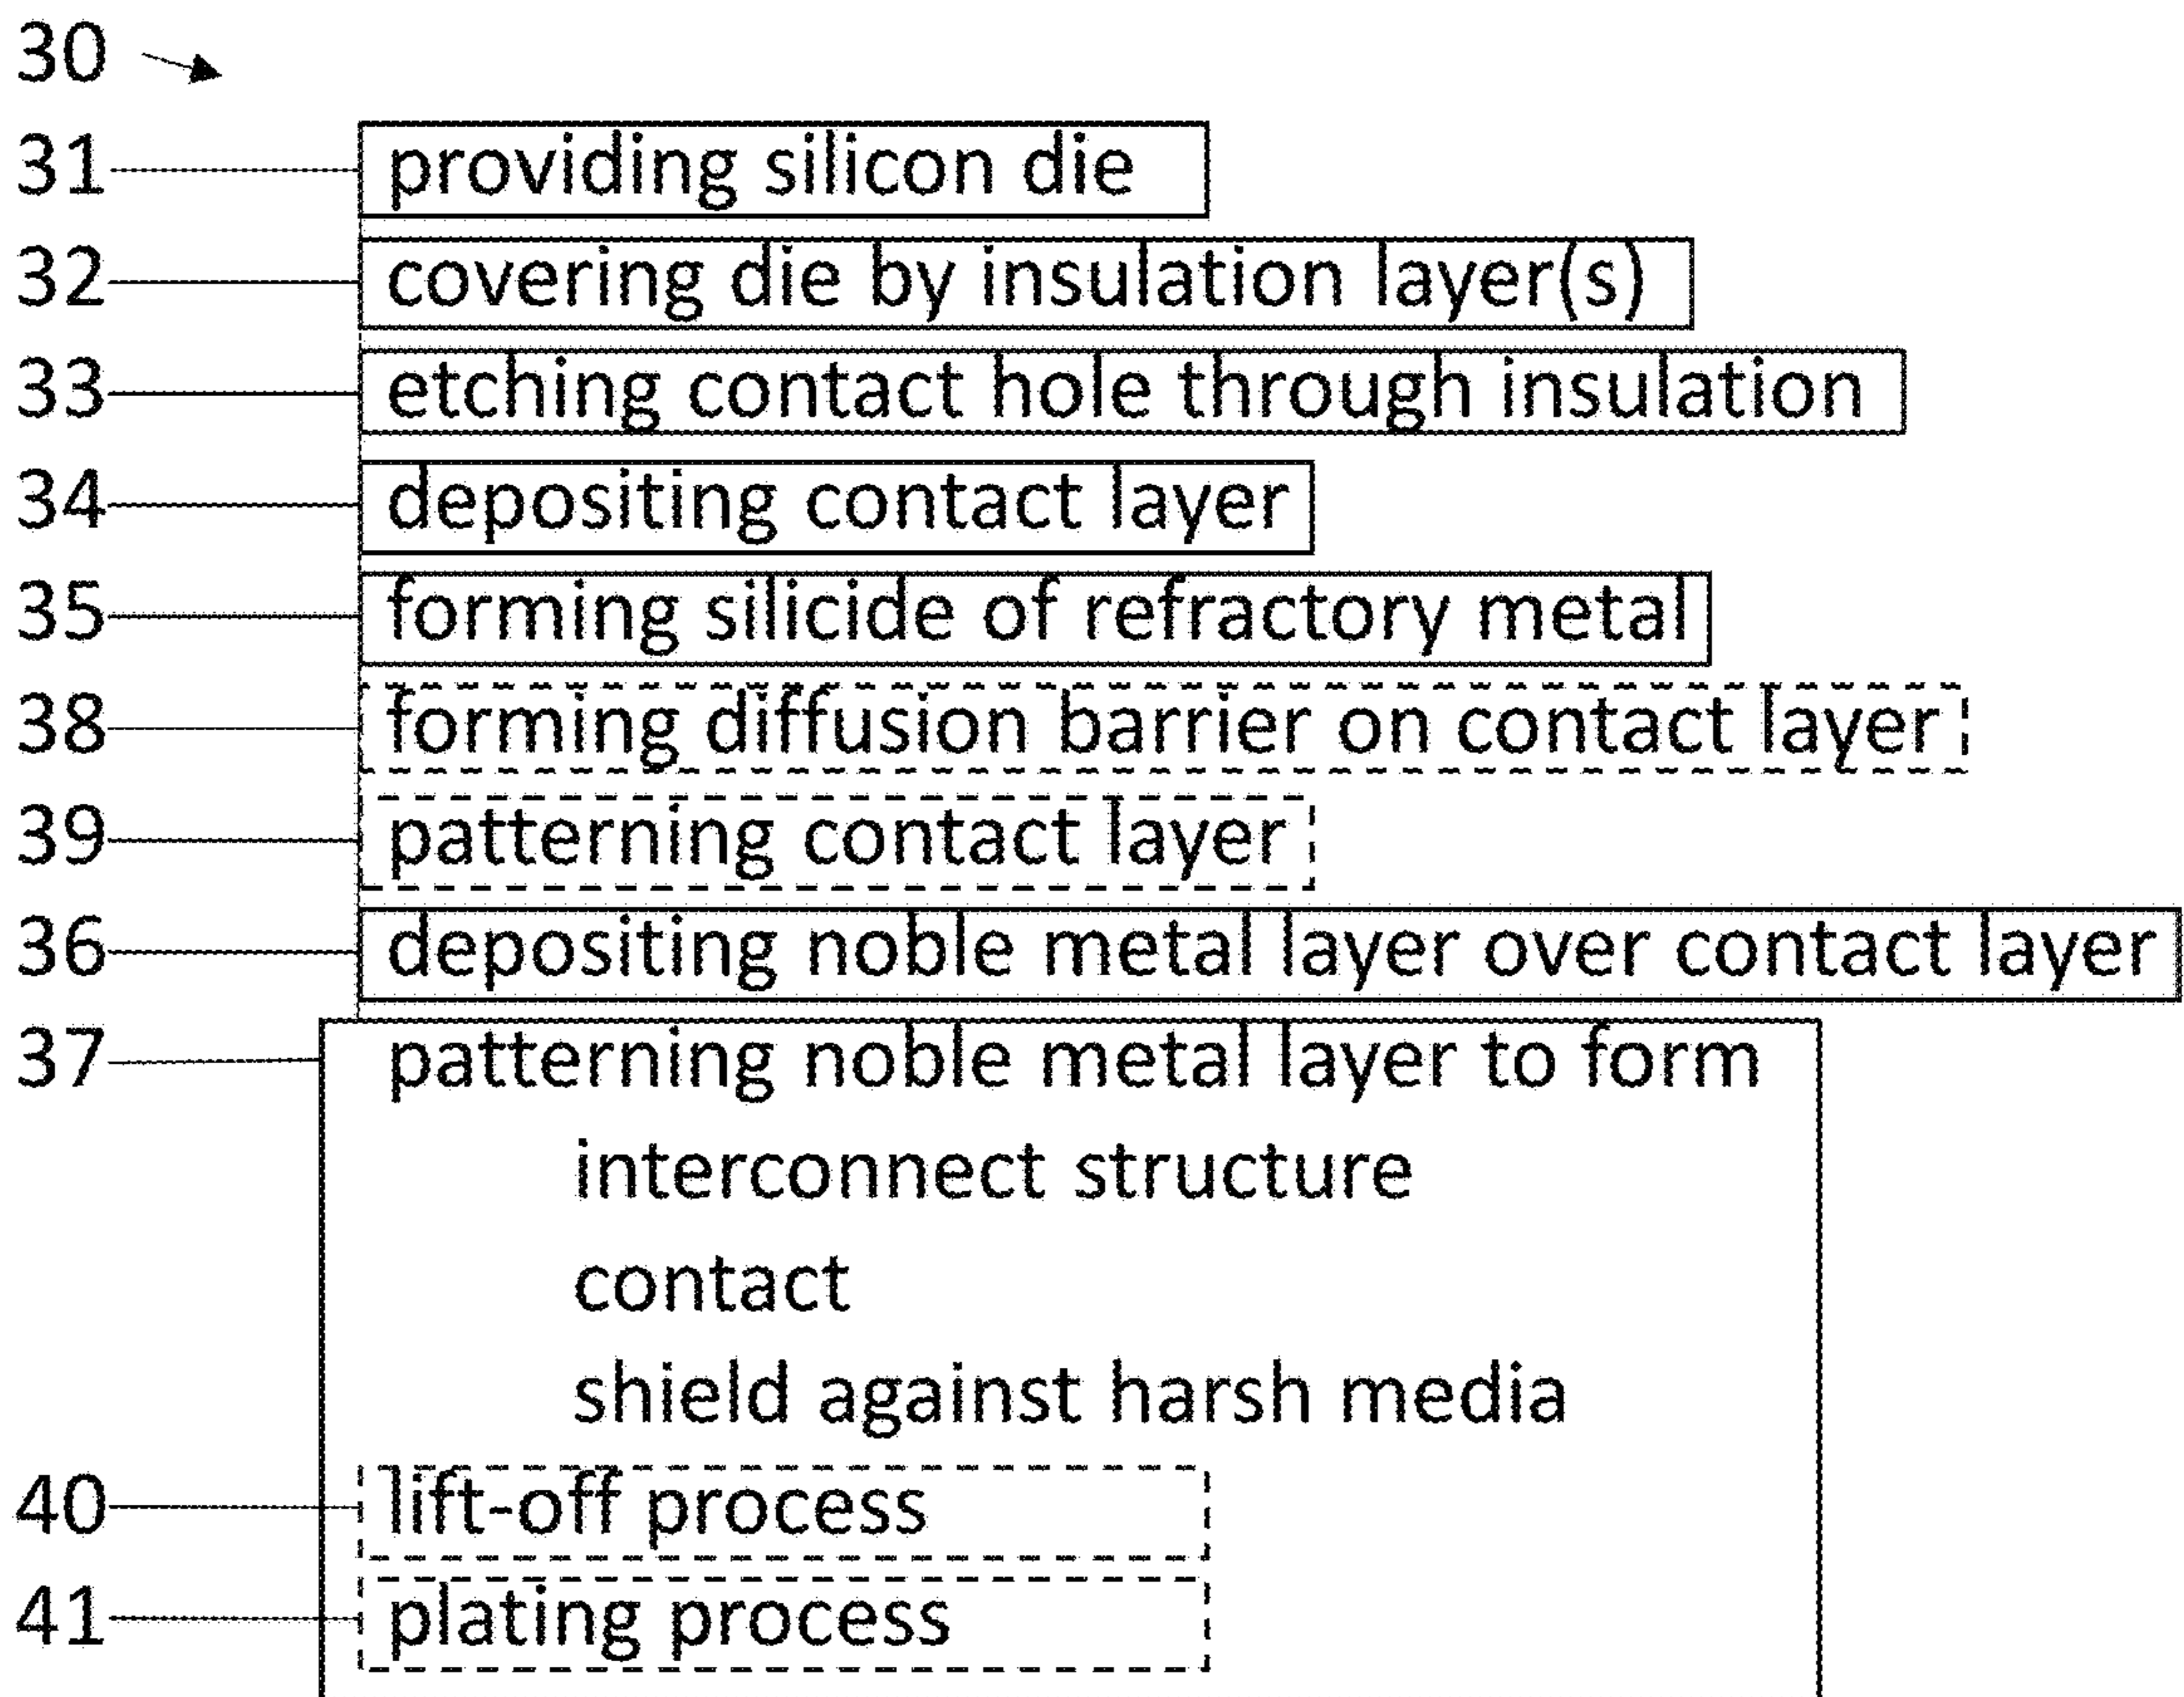 30
31 providing silicon die
32 covering die by insulation layer(s)
33 etching contact hole through insulation
34 depositing contact layer
35 forming silicide of refractory metal
38 forming diffusion barrier on contact layer
39 patterning contact layer
36 depositing noble metal layer over contact layer
37 patterning noble metal layer to form
interconnect structure
contact
shield against harsh media
40 lift-off process
41 plating process